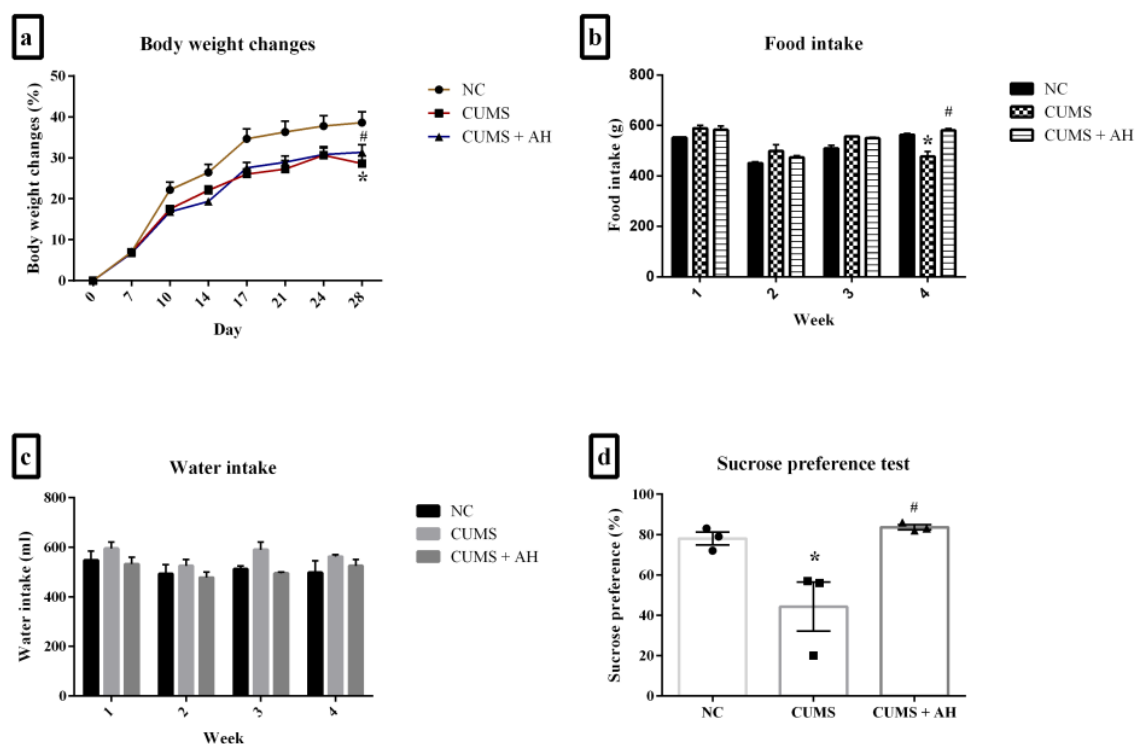 a
Body weight changes
Body weight changes (%)
50
40
30
20
10
0
0 7 10 14 17 21 24 28
Day
NC
CUMS
CUMS + AH
#
*
b
Food intake
Food intake (g)
800
600
400
200
0
1 2 3 4
Week
NC
CUMS
CUMS + AH
#
*
c
Water intake
Water intake (ml)
800
600
400
200
0
1 2 3 4
Week
NC
CUMS
CUMS + AH
d
Sucrose preference test
Sucrose preference (%)
100
80
60
40
20
0
*
#
NC CUMS CUMS + AH